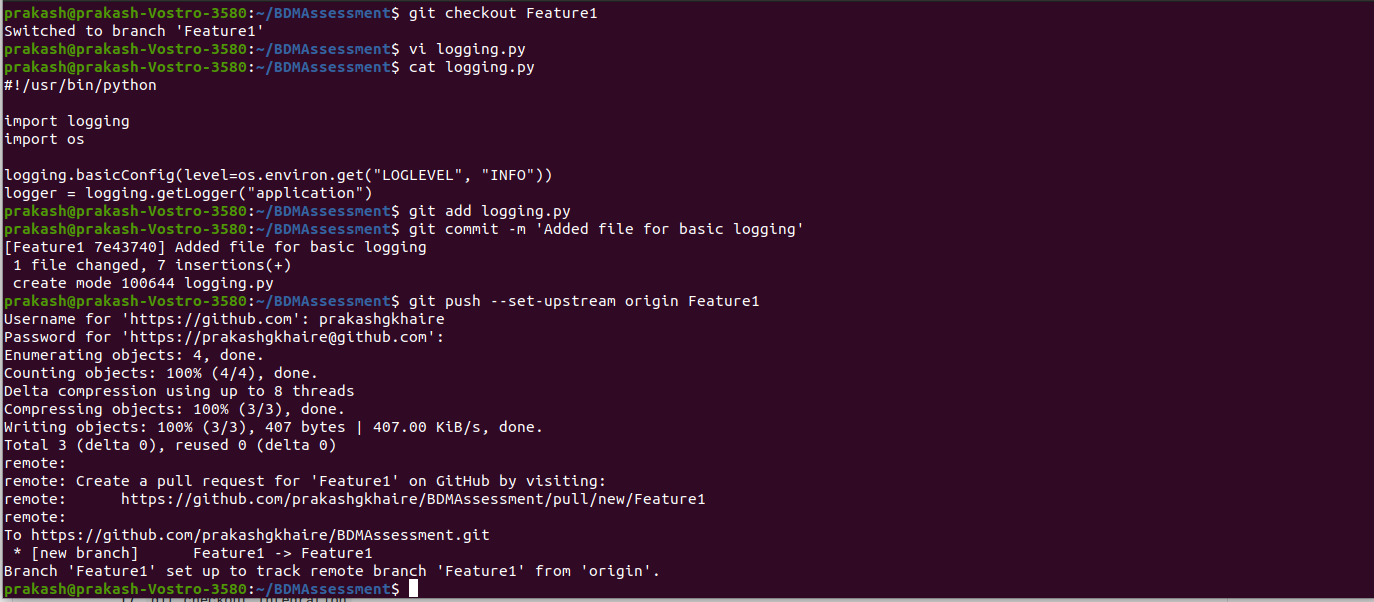 prakash@prakash-Vostro-3580:~/BDMAssessment$ git checkout Feature1
Switched to branch 'Feature1'
prakash@prakash-Vostro-3580:~/BDMAssessment$ vi logging.py
prakash@prakash-Vostro-3580:~/BDMAssessment$ cat logging.py
#!/usr/bin/python

import logging
import os

logging.basicConfig(level=os.environ.get("LOGLEVEL", "INFO"))
logger = logging.getLogger("application")
prakash@prakash-Vostro-3580:~/BDMAssessment$ git add logging.py
prakash@prakash-Vostro-3580:~/BDMAssessment$ git commit -m 'Added file for basic logging'
[Feature1 7e43740] Added file for basic logging
 1 file changed, 7 insertions(+)
 create mode 100644 logging.py
prakash@prakash-Vostro-3580:~/BDMAssessment$ git push --set-upstream origin Feature1
Username for 'https://github.com': prakashgkhaire
Password for 'https://prakashgkhaire@github.com':
Enumerating objects: 4, done.
Counting objects: 100% (4/4), done.
Delta compression using up to 8 threads
Compressing objects: 100% (3/3), done.
Writing objects: 100% (3/3), 407 bytes | 407.00 KiB/s, done.
Total 3 (delta 0), reused 0 (delta 0)
remote:
remote: Create a pull request for 'Feature1' on GitHub by visiting:
remote:      https://github.com/prakashgkhaire/BDMAssessment/pull/new/Feature1
remote:
To https://github.com/prakashgkhaire/BDMAssessment.git
 * [new branch]      Feature1 -> Feature1
Branch 'Feature1' set up to track remote branch 'Feature1' from 'origin'.
prakash@prakash-Vostro-3580:~/BDMAssessment$